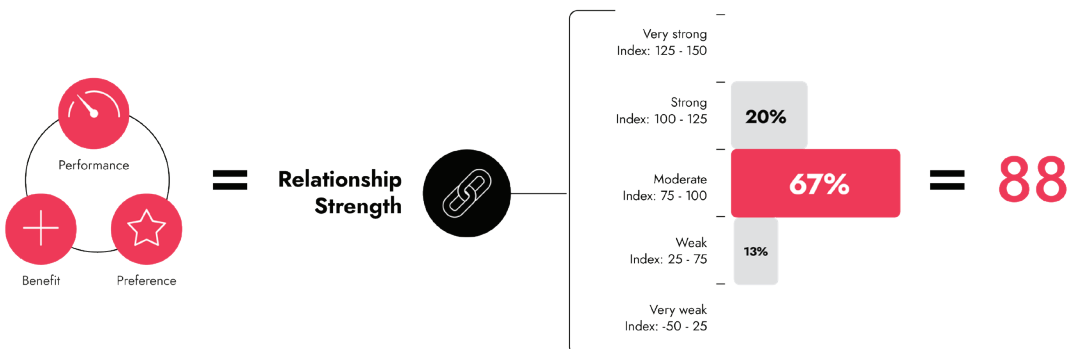 Performance
Benefit
Preference
=
Relationship
Strength
Very strong
Index: 125 - 150
Strong
Index: 100 - 125
20%
Moderate
Index: 75 - 100
67%
Weak
Index: 25 - 75
13%
Very weak
Index: -50 - 25
=
88